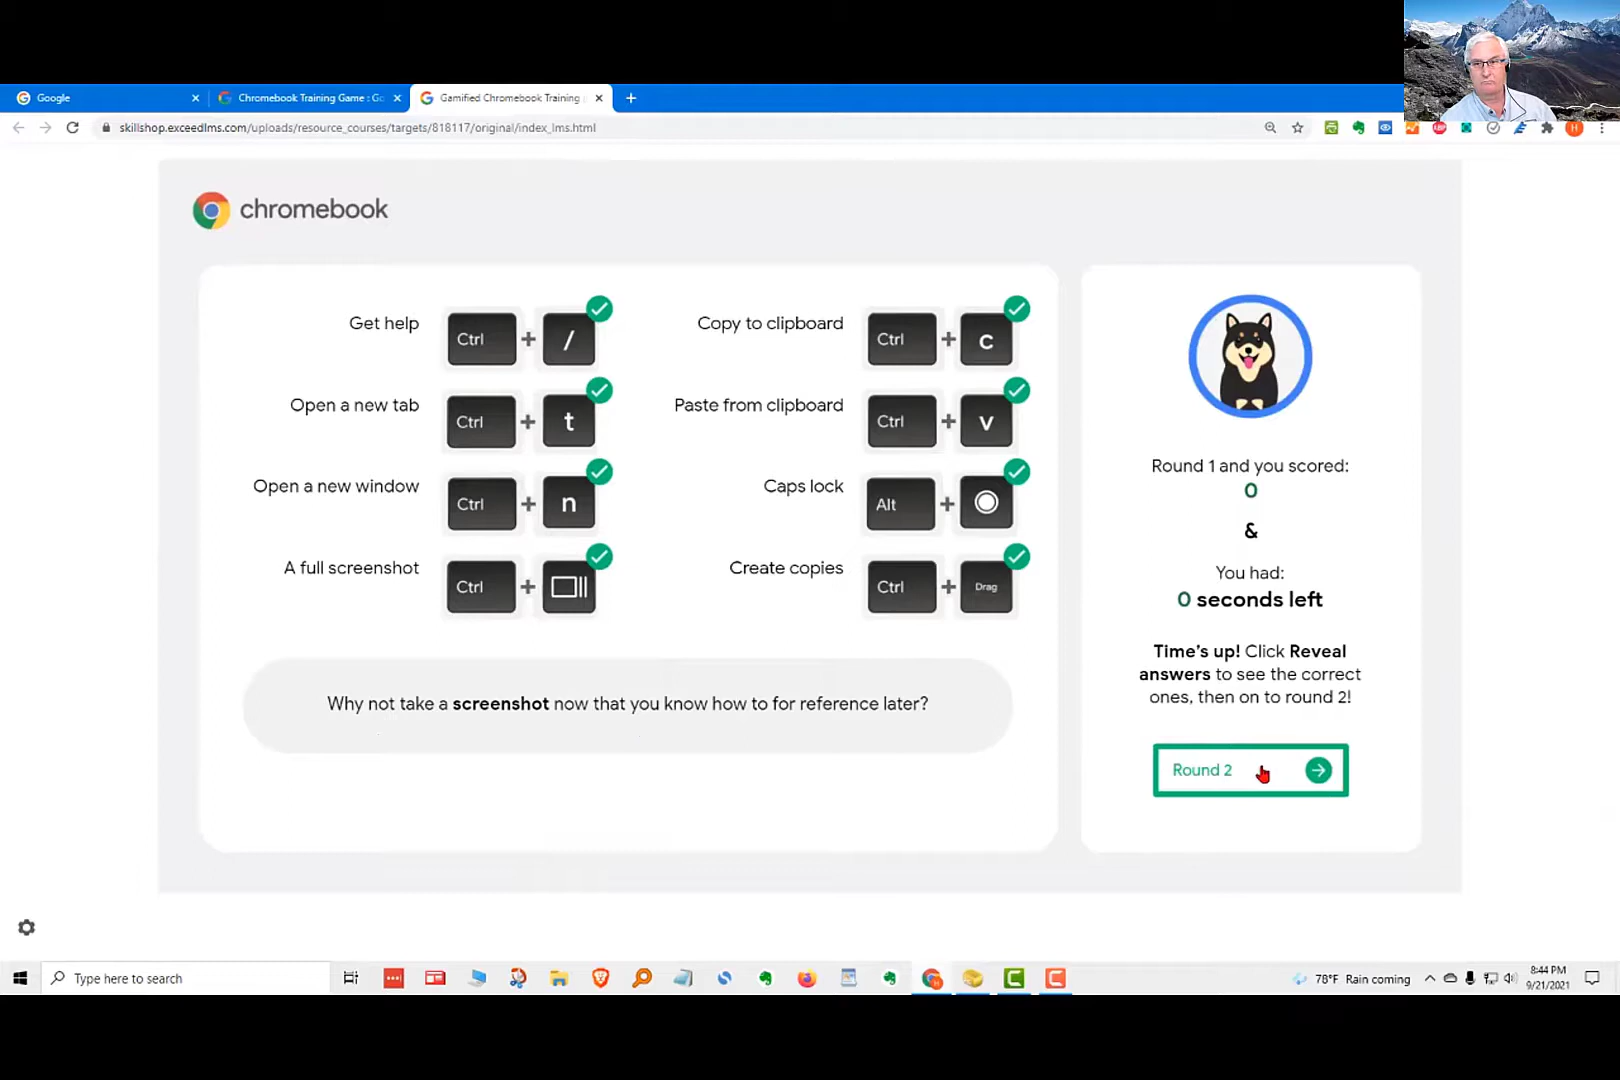 Google
Chromebook Training Game : Go
Gamified Chromebook Training
skillshop.exceedlms.com/uploads/resource_courses/targets/818117/original/index_lms.html
chromebook
Get help
Ctrl + /
Copy to clipboard
Ctrl + c
Open a new tab
Ctrl + t
Paste from clipboard
Ctrl + v
Open a new window
Ctrl + n
Caps lock
Alt +
A full screenshot
Ctrl +
Create copies
Ctrl + Drag
Why not take a screenshot now that you know how to for reference later?
Round 1 and you scored:
0
&
You had:
0 seconds left
Time's up! Click Reveal
answers to see the correct
ones, then on to round 2!
Round 2
Type here to search
78°F Rain coming
8:44 PM
9/21/2021